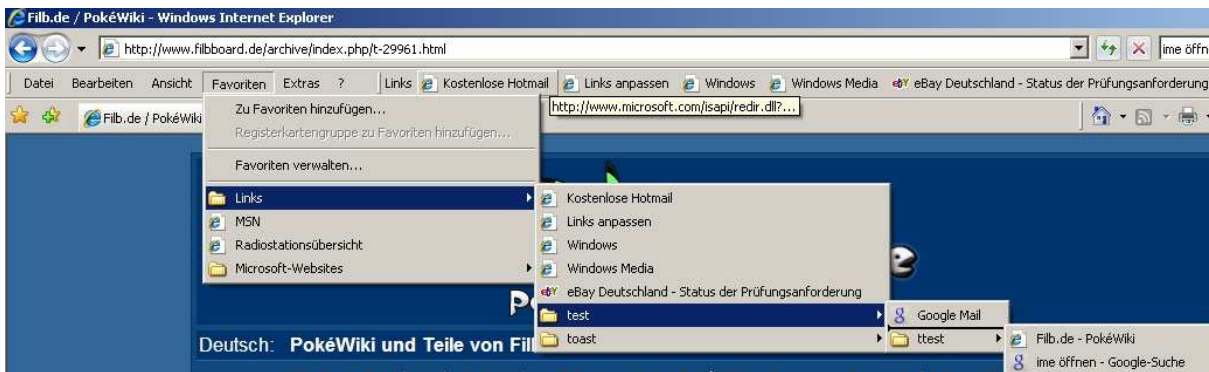 Filb.de / PokéWiki - Windows Internet Explorer
http://www.filbboard.de/archive/index.php/t-29961.html ime öffn
Datei Bearbeiten Ansicht Favoriten Extras ? Links Kostenlose Hotmail Links anpassen Windows Windows Media eBay Deutschland - Status der Prüfungsanforderung
http://www.microsoft.com/isapi/redir.dll?...
Filb.de / PokéWiki
Zu Favoriten hinzufügen...
Registerkartengruppe zu Favoriten hinzufügen...
Favoriten verwalten...
Links
MSN
Radiostationsübersicht
Microsoft-Websites
Kostenlose Hotmail
Links anpassen
Windows
Windows Media
eBay Deutschland - Status der Prüfungsanforderung
test
toast
Google Mail
ttest
Filb.de - PokéWiki
ime öffnen - Google-Suche
Deutsch: PokéWiki und Teile von Fil